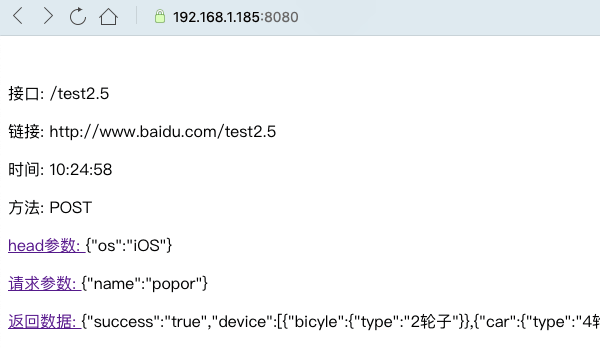 192.168.1.185:8080
接口: /test2.5
链接: http://www.baidu.com/test2.5
时间: 10:24:58
方法: POST
head参数: {"os":"iOS"}
请求参数: {"name":"popor"}
返回数据: {"success":"true","device":[{"bicyle":{"type":"2轮子"}},{"car":{"type":"4